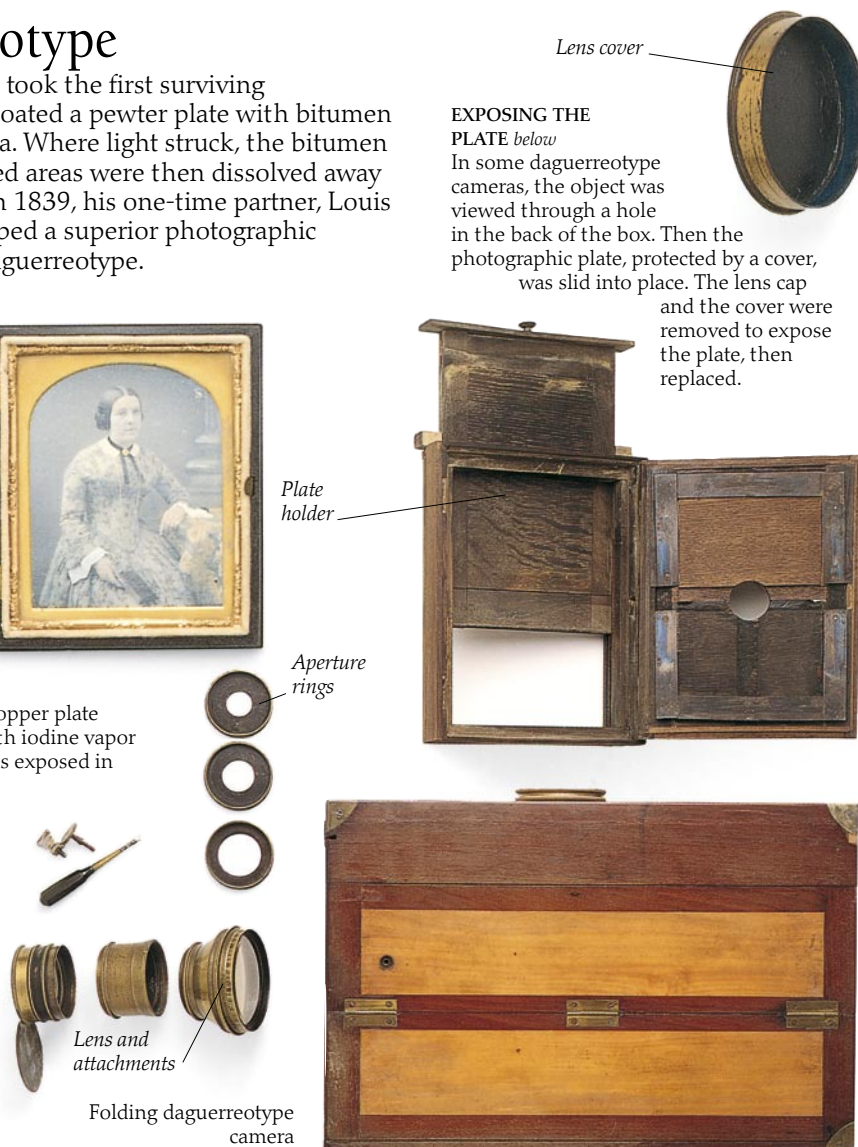 otype
took the first surviving
oated a pewter plate with bitumen
a. Where light struck, the bitumen
ed areas were then dissolved away
n 1839, his one-time partner, Louis
ped a superior photographic
guerreotype.
Lens cover
EXPOSING THE
PLATE below
In some daguerreotype
cameras, the object was
viewed through a hole
in the back of the box. Then the
photographic plate, protected by a cover,
was slid into place. The lens cap
and the cover were
removed to expose
the plate, then
replaced.
Plate
holder
Aperture
rings
opper plate
th iodine vapor
s exposed in
Lens and
attachments
Folding daguerreotype
camera